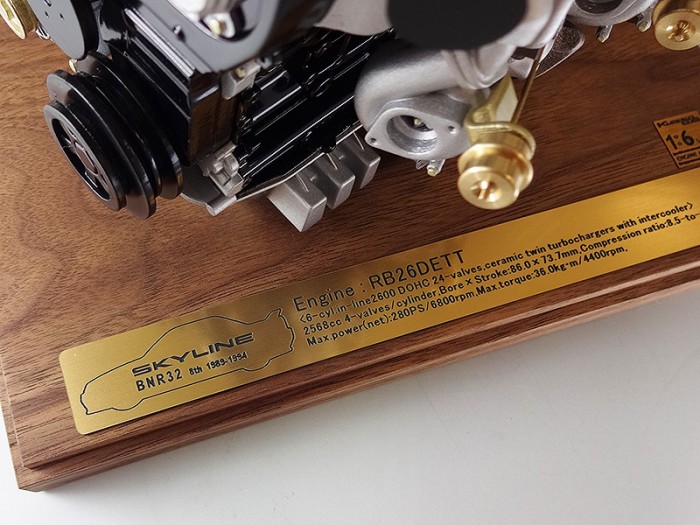 SKYLINE
BNR32 8th 1989-1994
Engine : RB26DETT
<6-cyl.in-line2600 DOHC 24-valves,ceramic twin turbochargers with intercooler>
2568cc 4-valves/cylinder,Bore×Stroke:86.0×73.7mm,Compression ratio:8.5-to-
Max.power(net):280PS/6800rpm,Max.torque:36.0kg·m/4400rpm.
1:6